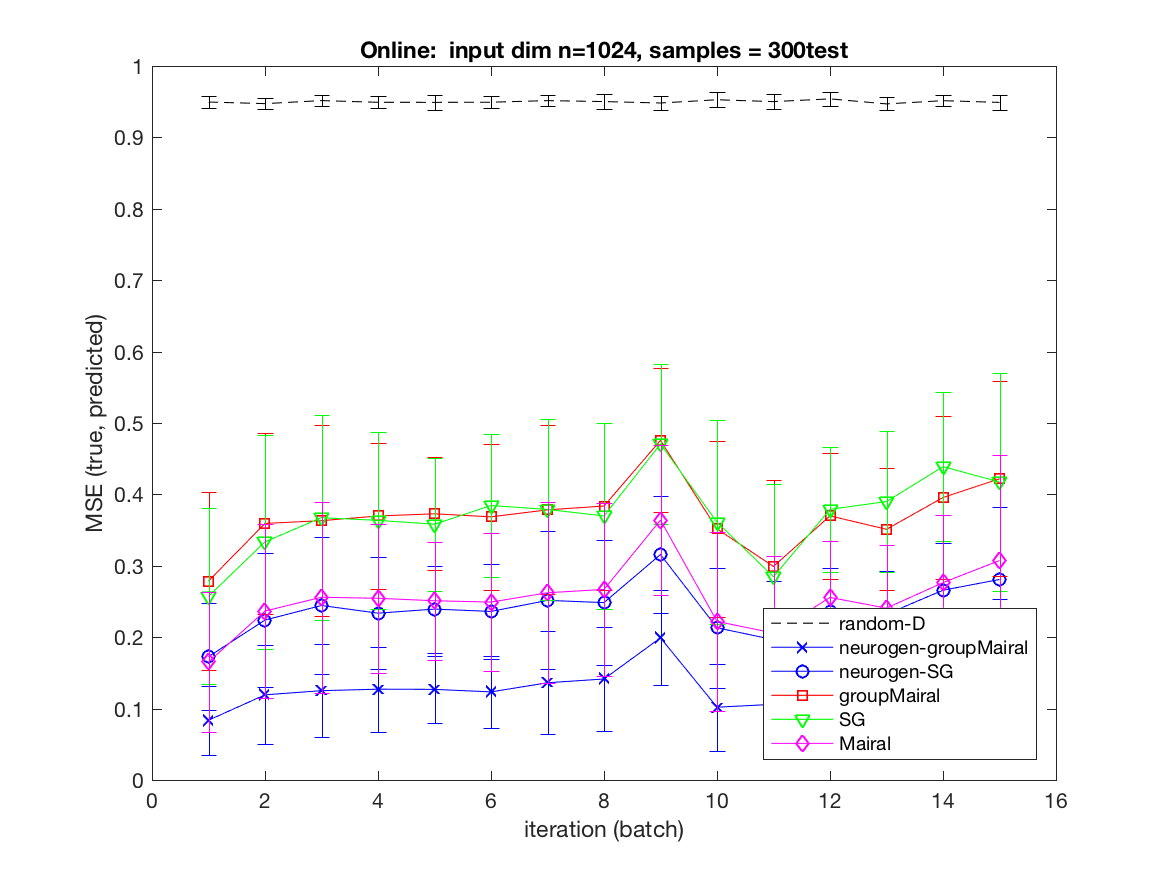 Online:  input dim n=1024, samples = 300test
1
0.9
0.8
0.7
0.6
0.5
0.4
0.3
0.2
0.1
0
MSE (true, predicted)
random-D
neurogen-groupMairal
neurogen-SG
groupMairal
SG
Mairal
0 2 4 6 8 10 12 14 16
iteration (batch)